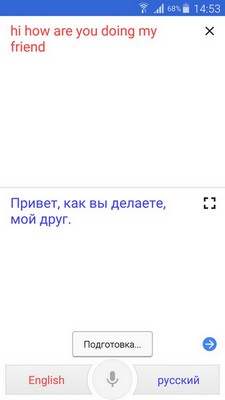 68% 14:53
hi how are you doing my
friend
Привет, как вы делаете,
мой друг.
Подготовка...
English русский